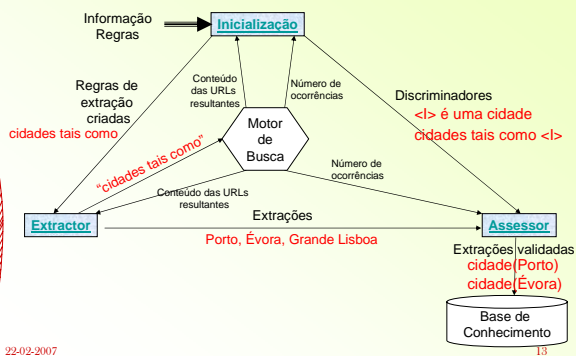 Informação
Regras
Inicialização
Regras de
extração
criadas
cidades tais como
Conteúdo
das URLs
resultantes
Número de
ocorrências
Discriminadores
<I> é uma cidade
cidades tais como <I>
Motor
de
Busca
"cidades tais como"
Número de
ocorrências
Conteúdo das URLs
resultantes
Extractor
Extrações
Porto, Évora, Grande Lisboa
Assessor
Extrações validadas
cidade(Porto)
cidade(Évora)
Base de
Conhecimento
22-02-2007
13